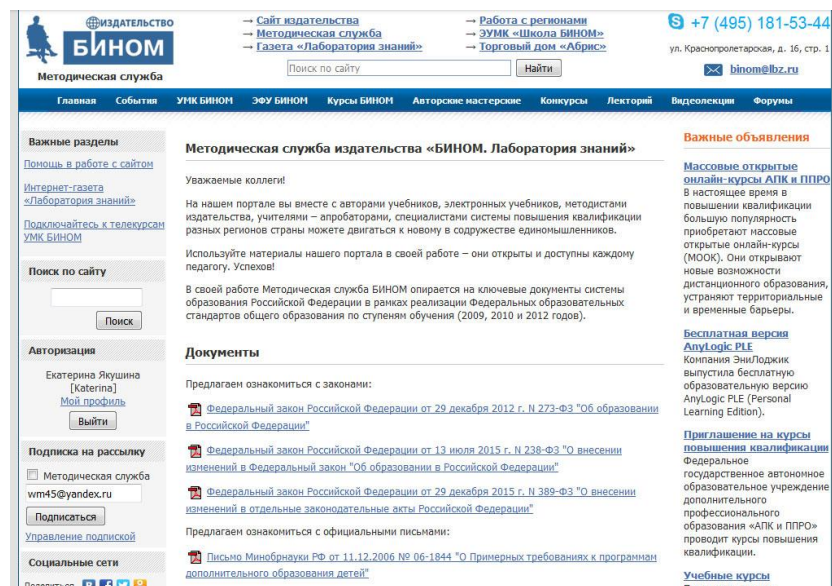 ИЗДАТЕЛЬСТВО
БИНОМ
Методическая служба
→ Сайт издательства
→ Методическая служба
→ Газета «Лаборатория знаний»
→ Работа с регионами
→ ЭУМК «Школа БИНОМ»
→ Торговый дом «Абрис»
Поиск по сайту
Найти
+7 (495) 181-53-44
ул. Краснопролетарская, д. 16, стр. 1
binom@lbz.ru
Главная События УМК БИНОМ ЭФУ БИНОМ Курсы БИНОМ Авторские мастерские Конкурсы Лекторий Видеолекции Форумы
Важные разделы
Помощь в работе с сайтом
Интернет-газета
«Лаборатория знаний»
Подключайтесь к телекурсам
УМК БИНОМ
Поиск по сайту
Поиск
Авторизация
Екатерина Якушина
[Katerina]
Мой профиль
Выйти
Подписка на рассылку
Методическая служба
wm45@yandex.ru
Подписаться
Управление подпиской
Социальные сети
Поделиться
Методическая служба издательства «БИНОМ. Лаборатория знаний»
Уважаемые коллеги!
На нашем портале вы вместе с авторами учебников, электронных учебников, методистами
издательства, учителями – апробаторами, специалистами системы повышения квалификации
разных регионов страны можете двигаться к новому в содружестве единомышленников.
Используйте материалы нашего портала в своей работе – они открыты и доступны каждому
педагогу. Успехов!
В своей работе Методическая служба БИНОМ опирается на ключевые документы системы
образования Российской Федерации в рамках реализации Федеральных образовательных
стандартов общего образования по ступеням обучения (2009, 2010 и 2012 годов).
Документы
Предлагаем ознакомиться с законами:
Федеральный закон Российской Федерации от 29 декабря 2012 г. N 273-ФЗ "Об образовании
в Российской Федерации"
Федеральный закон Российской Федерации от 13 июля 2015 г. N 238-ФЗ "О внесении
изменений в Федеральный закон "Об образовании в Российской Федерации"
Федеральный закон Российской Федерации от 29 декабря 2015 г. N 389-ФЗ "О внесении
изменений в отдельные законодательные акты Российской Федерации"
Предлагаем ознакомиться с официальными письмами:
Письмо Минобрнауки РФ от 11.12.2006 № 06-1844 "О Примерных требованиях к программам
дополнительного образования детей"
Важные объявления
Массовые открытые
онлайн-курсы АПК и ППРО
В настоящее время в
повышении квалификации
большую популярность
приобретают массовые
открытые онлайн-курсы
(МООК). Они открывают
новые возможности
дистанционного образования,
устраняют территориальные
и временные барьеры.
Бесплатная версия
AnyLogic PLE
Компания ЭниЛоджик
выпустила бесплатную
образовательную версию
AnyLogic PLE (Personal
Learning Edition).
Приглашение на курсы
повышения квалификации
Федеральное
государственное автономное
образовательное учреждение
дополнительного
профессионального
образования «АПК и ППРО»
проводит курсы повышения
квалификации.
Учебные курсы